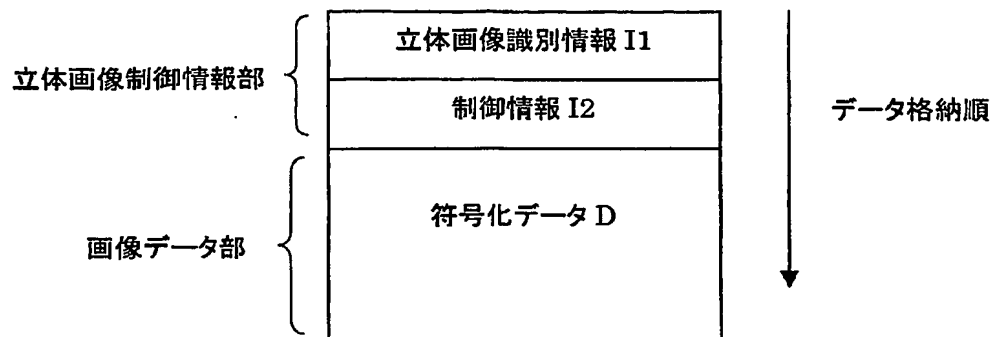 立体画像識別情報 I1
立体画像制御情報部
制御情報 I2
データ格納順
符号化データ D
画像データ部